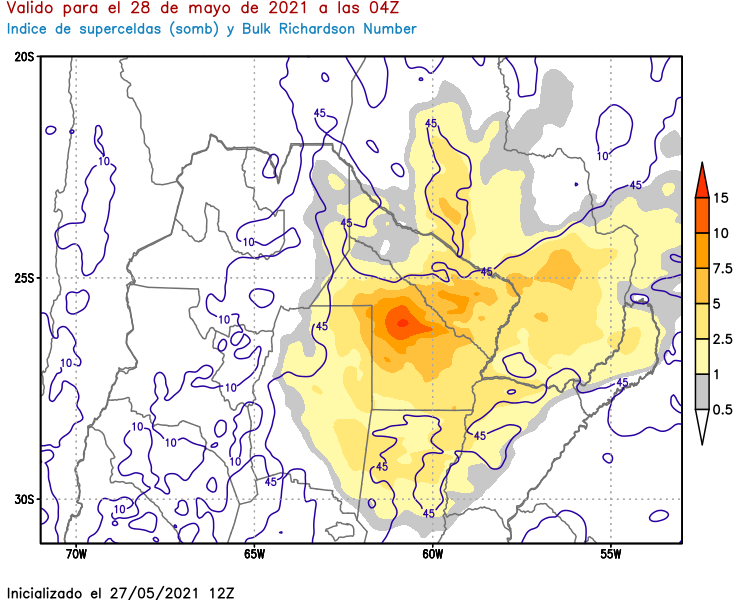 Valido para el 28 de mayo de 2021 a las 04Z
Indice de superceldas (somb) y Bulk Richardson Number
20S
45
45
10
10
45
45
10
45
25S
15
10
7.5
5
2.5
1
0.5
10
45
10
10
45
10
10
45
10
45
45
30S
10
45
70W
65W
60W
55W
Inicializado el 27/05/2021 12Z